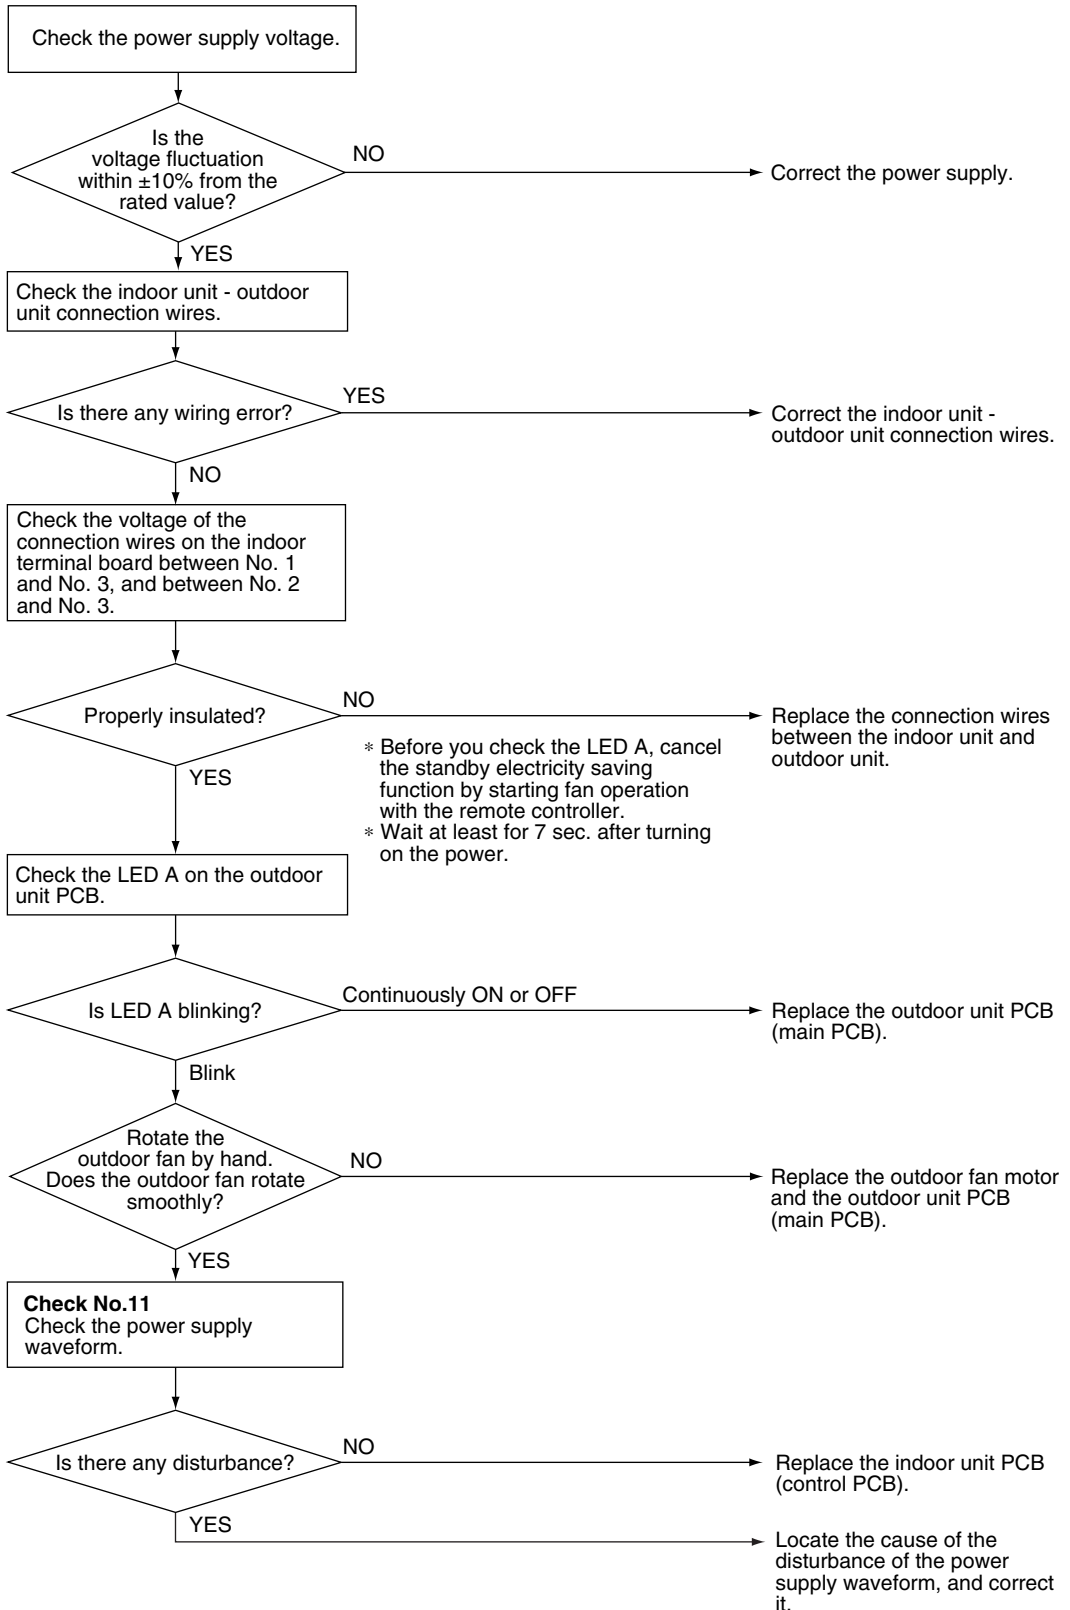 Check the power supply voltage.
Is the
voltage fluctuation
within ±10% from the
rated value?
NO
Correct the power supply.
YES
Check the indoor unit - outdoor
unit connection wires.
Is there any wiring error?
YES
Correct the indoor unit -
outdoor unit connection wires.
NO
Check the voltage of the
connection wires on the indoor
terminal board between No. 1
and No. 3, and between No. 2
and No. 3.
Properly insulated?
NO
Replace the connection wires
between the indoor unit and
outdoor unit.
YES
* Before you check the LED A, cancel
the standby electricity saving
function by starting fan operation
with the remote controller.
* Wait at least for 7 sec. after turning
on the power.
Check the LED A on the outdoor
unit PCB.
Is LED A blinking?
Continuously ON or OFF
Replace the outdoor unit PCB
(main PCB).
Blink
Rotate the
outdoor fan by hand.
Does the outdoor fan rotate
smoothly?
NO
Replace the outdoor fan motor
and the outdoor unit PCB
(main PCB).
YES
Check No.11
Check the power supply
waveform.
Is there any disturbance?
NO
Replace the indoor unit PCB
(control PCB).
YES
Locate the cause of the
disturbance of the power
supply waveform, and correct
it.